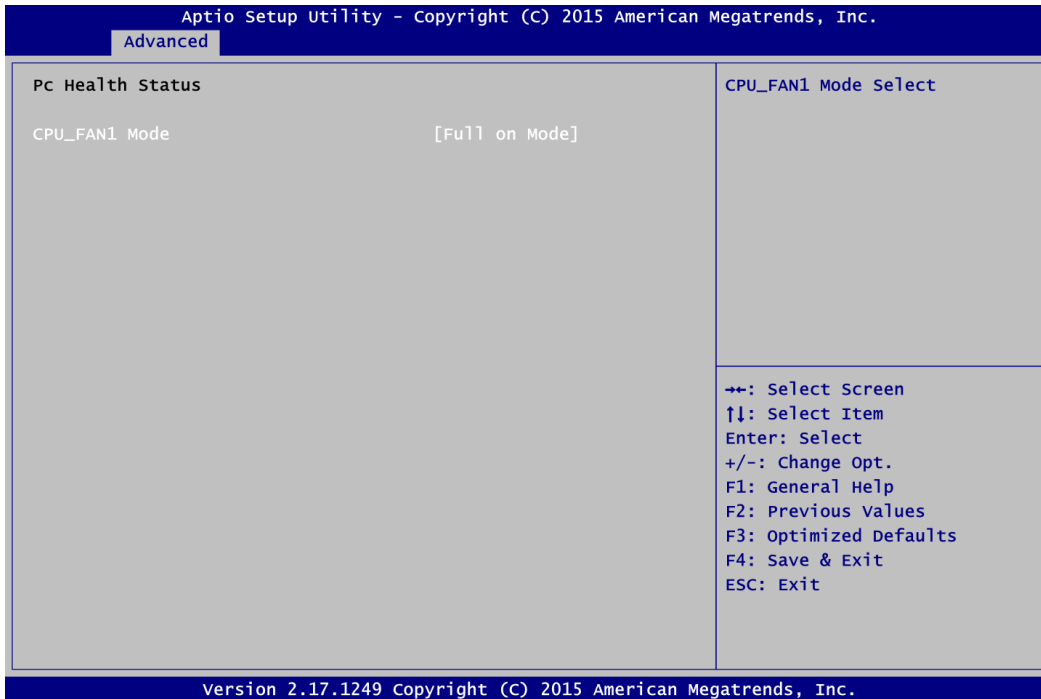 Aptio Setup Utility - Copyright (C) 2015 American Megatrends, Inc.
Advanced
Pc Health Status
CPU_FAN1 Mode [Full on Mode]
CPU_FAN1 Mode Select
→←: Select Screen
↑↓: Select Item
Enter: Select
+/-: Change Opt.
F1: General Help
F2: Previous Values
F3: Optimized Defaults
F4: Save & Exit
ESC: Exit
Version 2.17.1249 Copyright (C) 2015 American Megatrends, Inc.